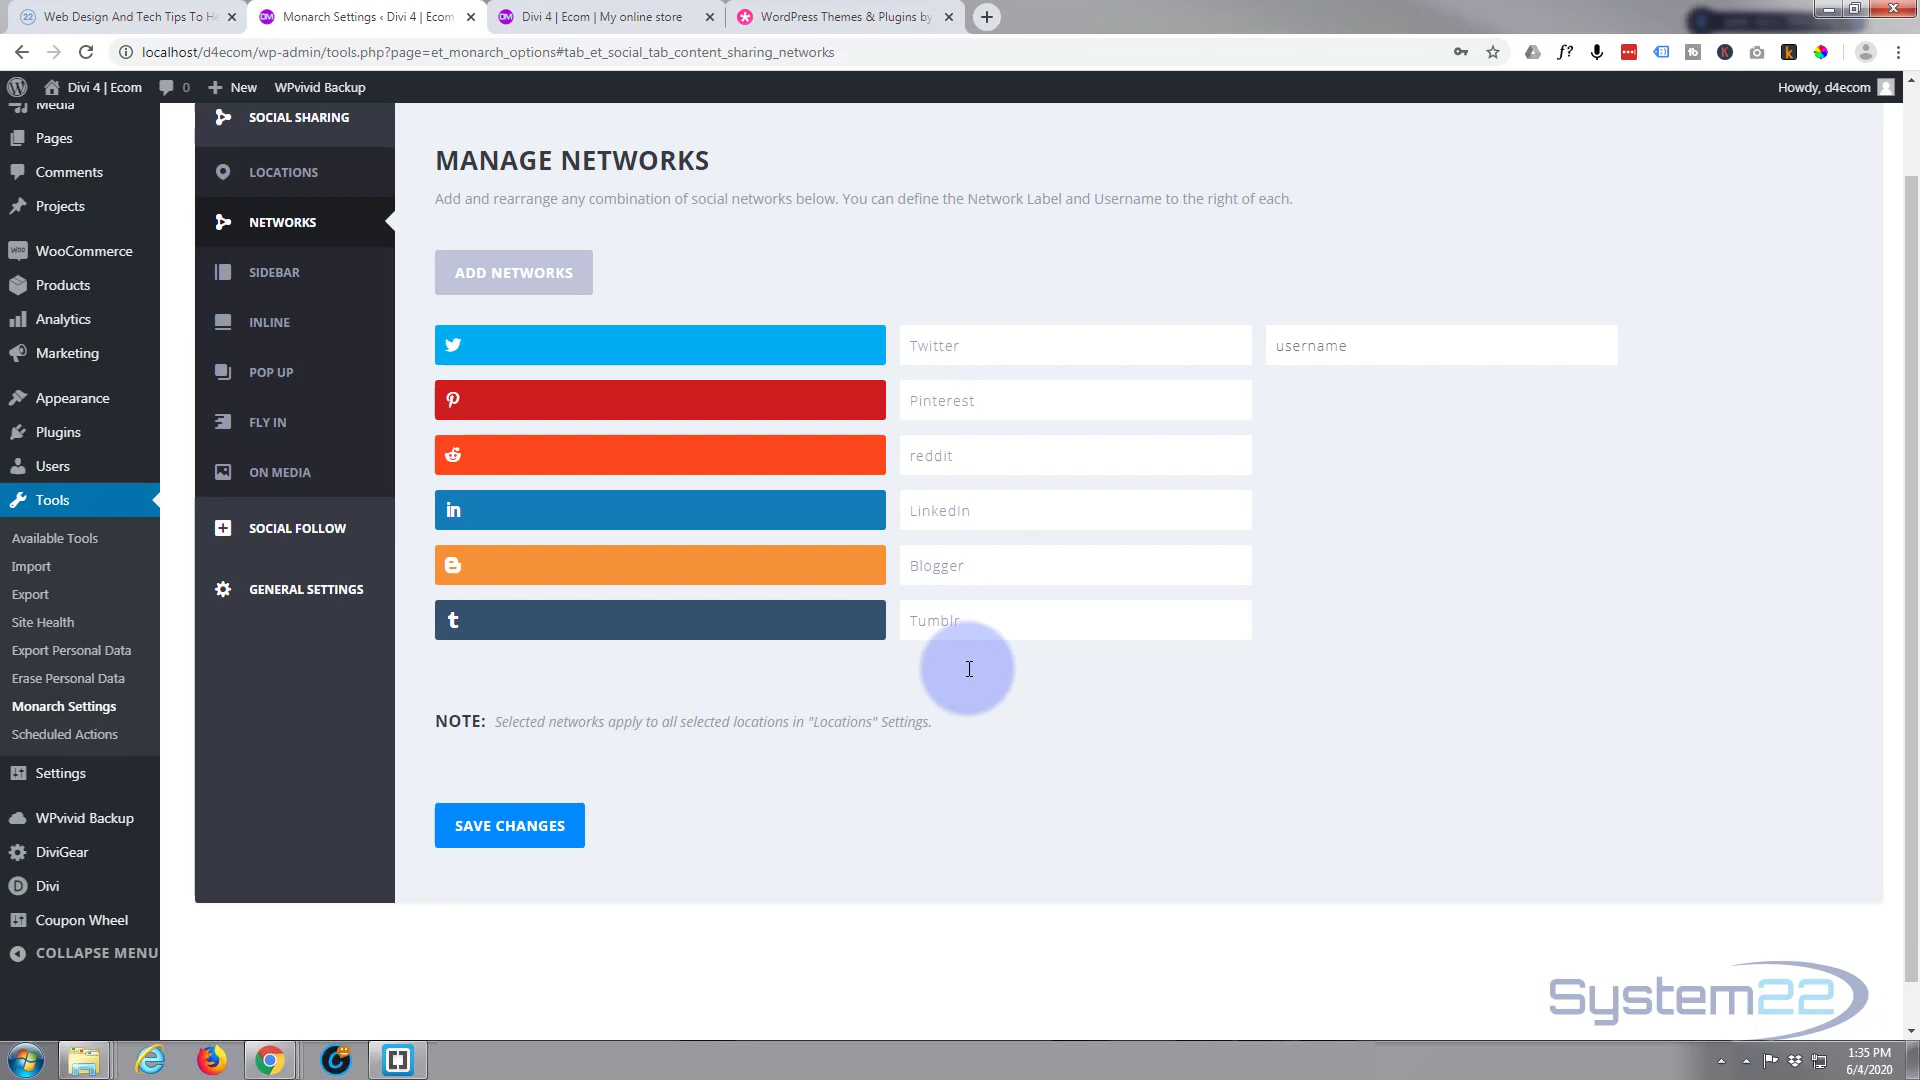 Web Design And Tech Tips To He
Monarch Settings ‹ Divi 4 | Ecom
Divi 4 | Ecom | My online store
WordPress Themes & Plugins by
localhost/d4ecom/wp-admin/tools.php?page=et_monarch_options#tab_et_social_tab_content_sharing_networks
Divi 4 | Ecom
0
New
WPvivid Backup
Howdy, d4ecom
Media
Pages
Comments
Projects
WooCommerce
Products
Analytics
Marketing
Appearance
Plugins
Users
Tools
Available Tools
Import
Export
Site Health
Export Personal Data
Erase Personal Data
Monarch Settings
Scheduled Actions
Settings
WPvivid Backup
DiviGear
Divi
Coupon Wheel
COLLAPSE MENU
SOCIAL SHARING
LOCATIONS
NETWORKS
SIDEBAR
INLINE
POP UP
FLY IN
ON MEDIA
SOCIAL FOLLOW
GENERAL SETTINGS
MANAGE NETWORKS
Add and rearrange any combination of social networks below. You can define the Network Label and Username to the right of each.
ADD NETWORKS
Twitter
username
Pinterest
reddit
LinkedIn
Blogger
Tumblr
NOTE: Selected networks apply to all selected locations in "Locations" Settings.
SAVE CHANGES
System22
1:35 PM
6/4/2020